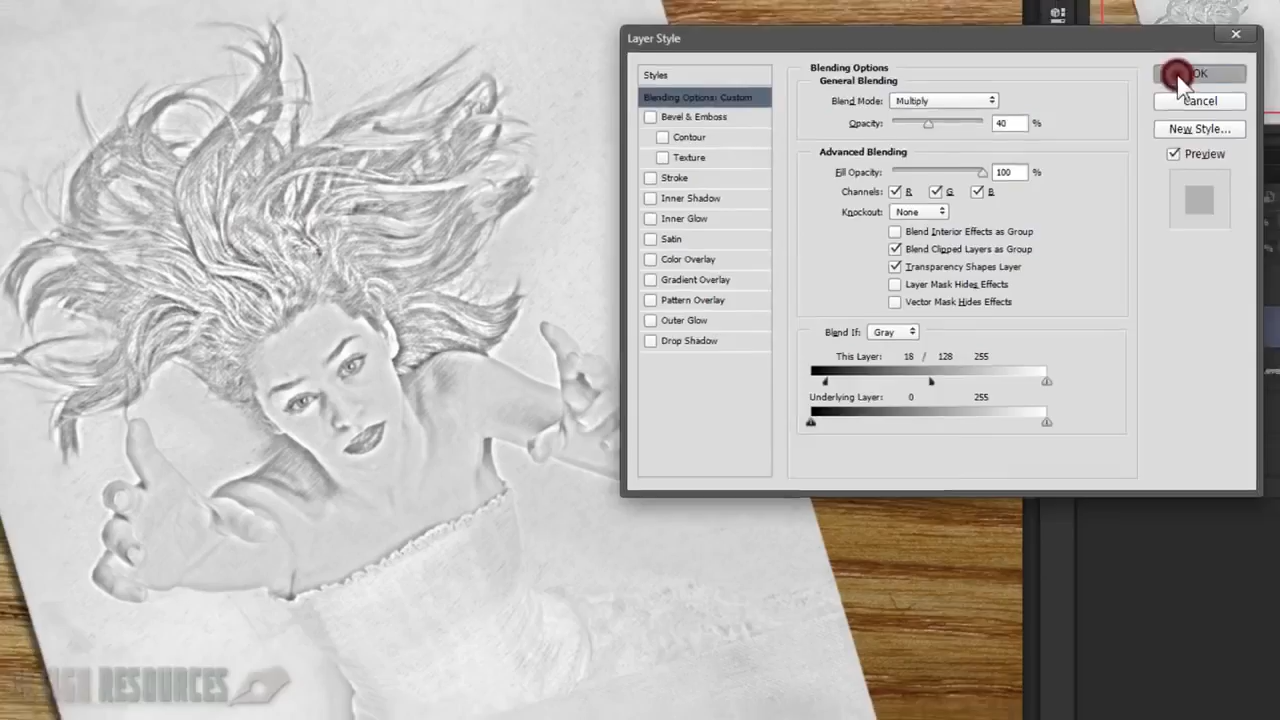 Layer Style
Styles
Blending Options: Custom
Bevel & Emboss
Contour
Texture
Stroke
Inner Shadow
Inner Glow
Satin
Color Overlay
Gradient Overlay
Pattern Overlay
Outer Glow
Drop Shadow
Blending Options
General Blending
Blend Mode: Multiply
Opacity: 40 %
Advanced Blending
Fill Opacity: 100 %
Channels: R G B
Knockout: None
Blend Interior Effects as Group
Blend Clipped Layers as Group
Transparency Shapes Layer
Layer Mask Hides Effects
Vector Mask Hides Effects
Blend If: Gray
This Layer: 18 / 128 255
Underlying Layer: 0 255
OK
Cancel
New Style...
Preview
RESOURCES